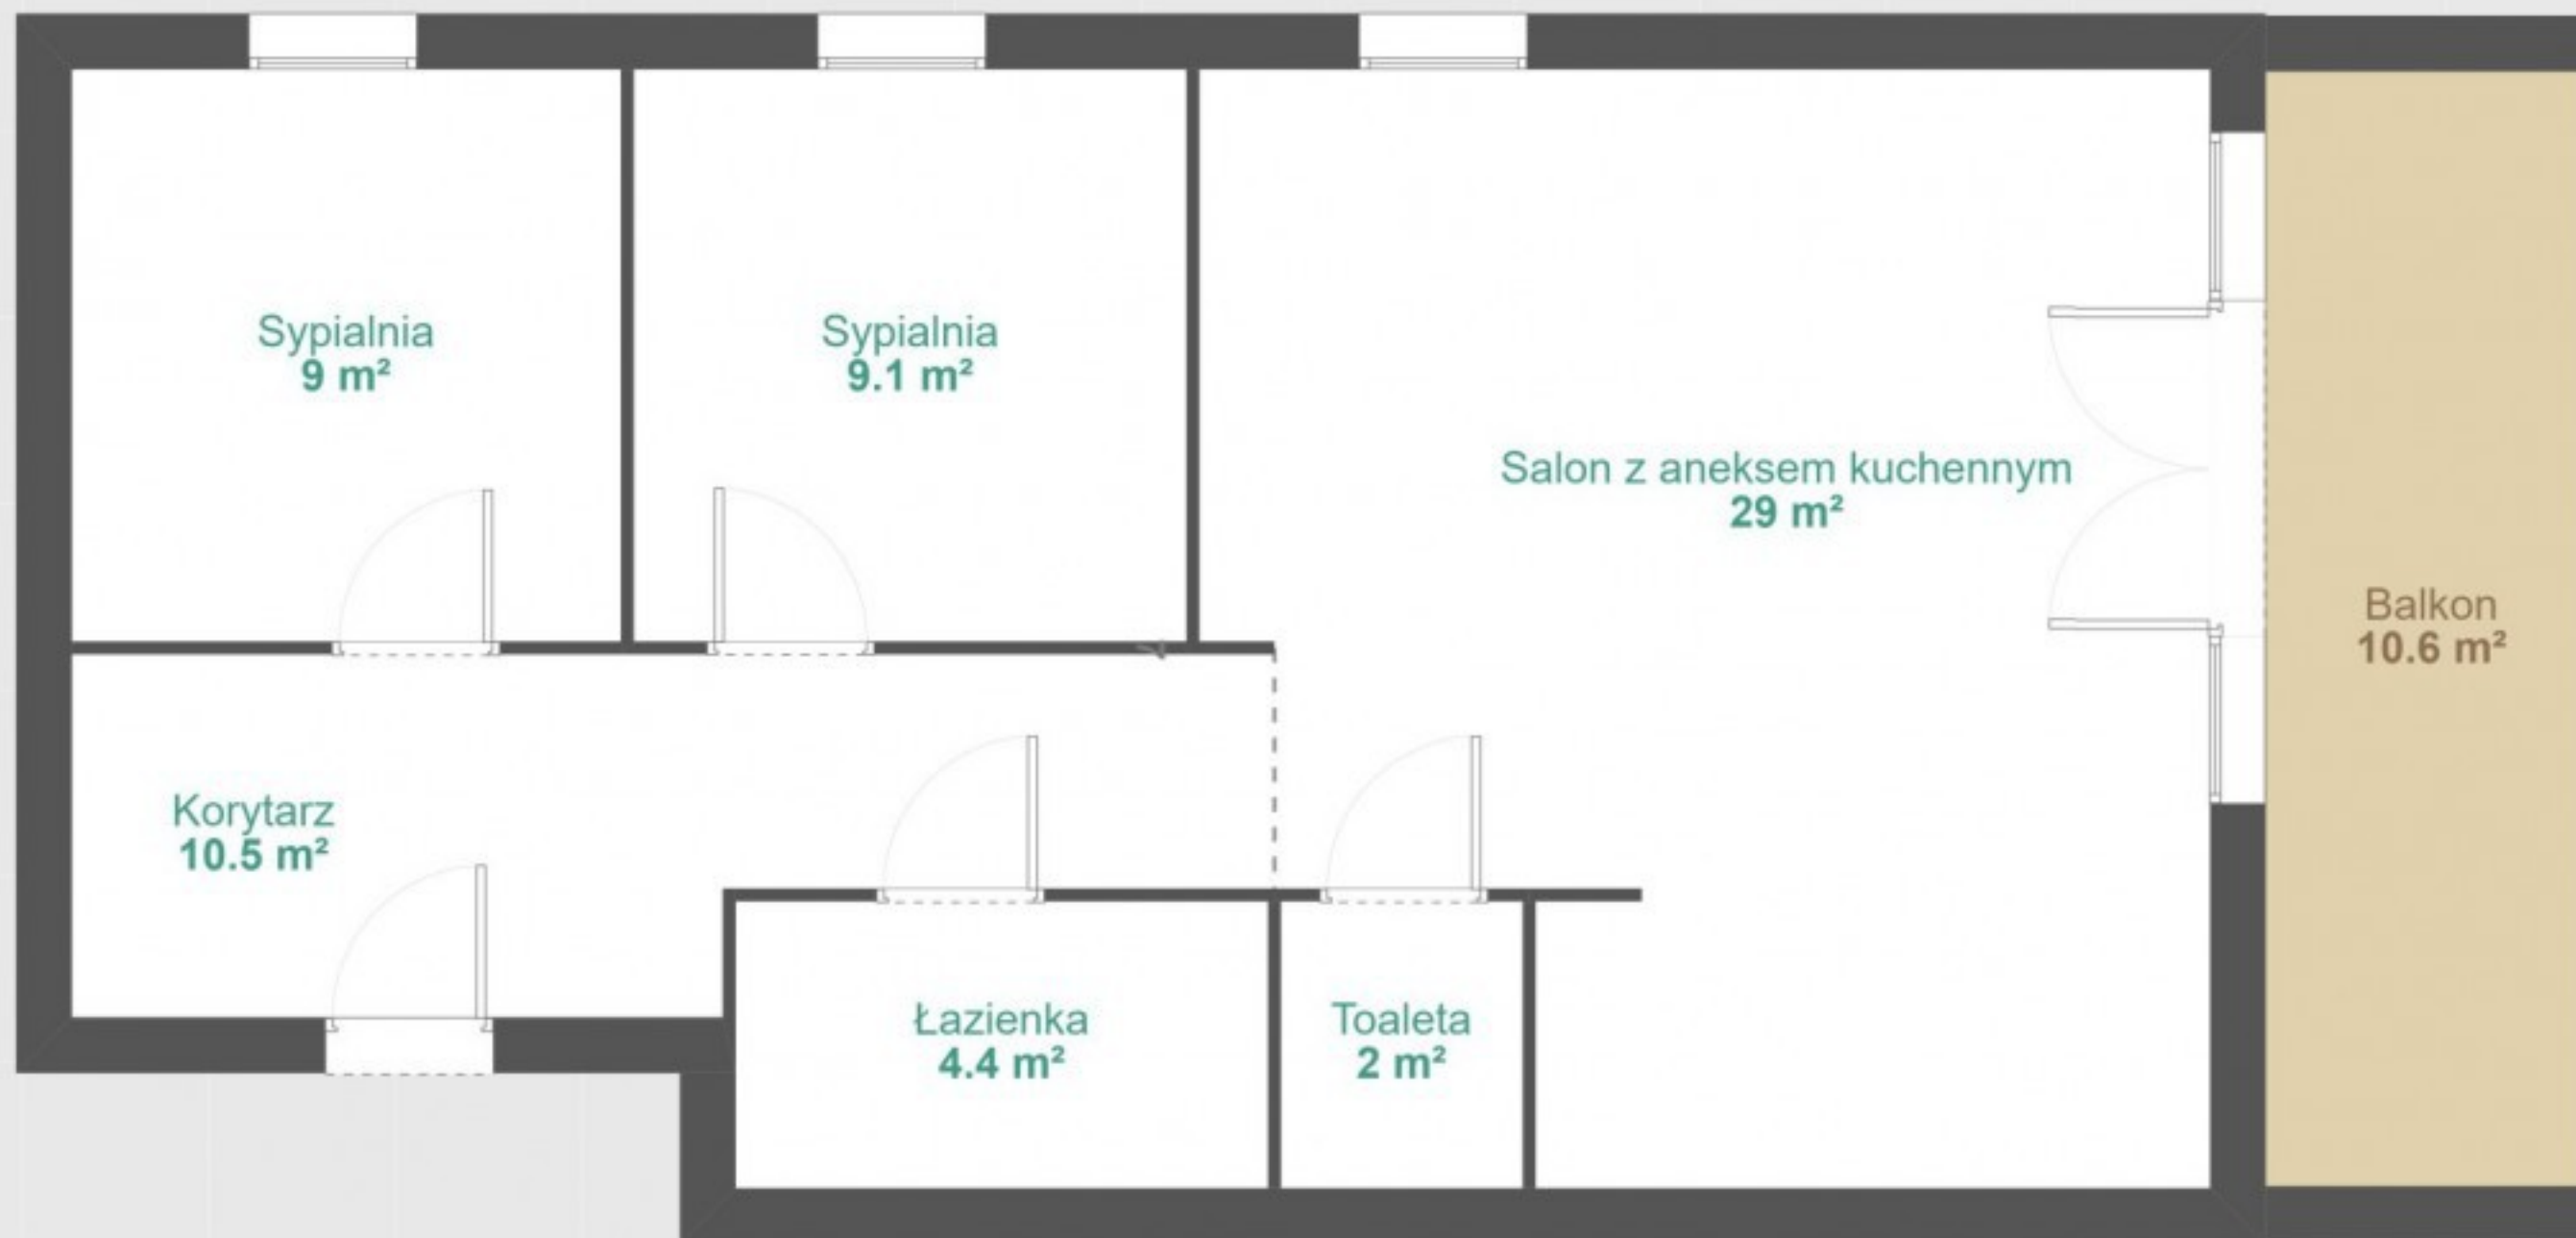 Sypialnia
9 m²
Sypialnia
9.1 m²
Salon z aneksem kuchennym
29 m²
Balkon
10.6 m²
Korytarz
10.5 m²
Łazienka
4.4 m²
Toaleta
2 m²